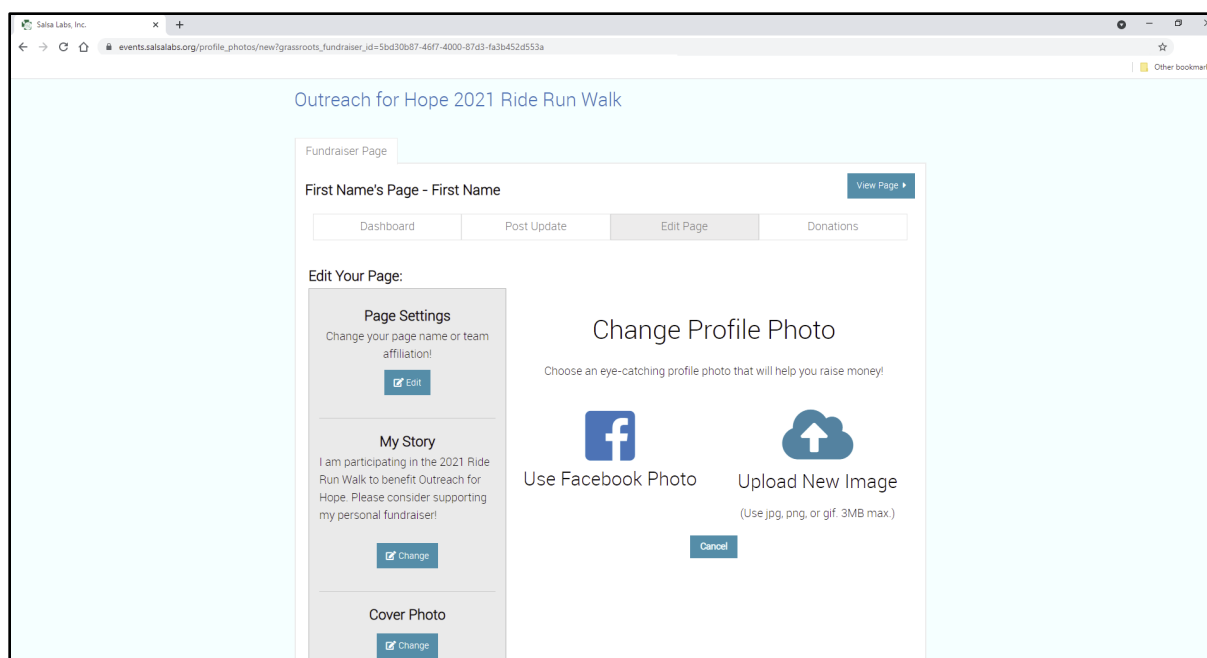 Salsa Labs, Inc.
events.salsalabs.org/profile_photos/new?grassroots_fundraiser_id=5bd30b87-46f7-4000-87d3-fa3b452d553a
Other bookmark
Outreach for Hope 2021 Ride Run Walk
Fundraiser Page
First Name's Page - First Name
View Page
Dashboard Post Update Edit Page Donations
Edit Your Page:
Page Settings
Change your page name or team
affiliation!
Edit
My Story
I am participating in the 2021 Ride
Run Walk to benefit Outreach for
Hope. Please consider supporting
my personal fundraiser!
Change
Cover Photo
Change
Change Profile Photo
Choose an eye-catching profile photo that will help you raise money!
Use Facebook Photo
Upload New Image
(Use jpg, png, or gif. 3MB max.)
Cancel